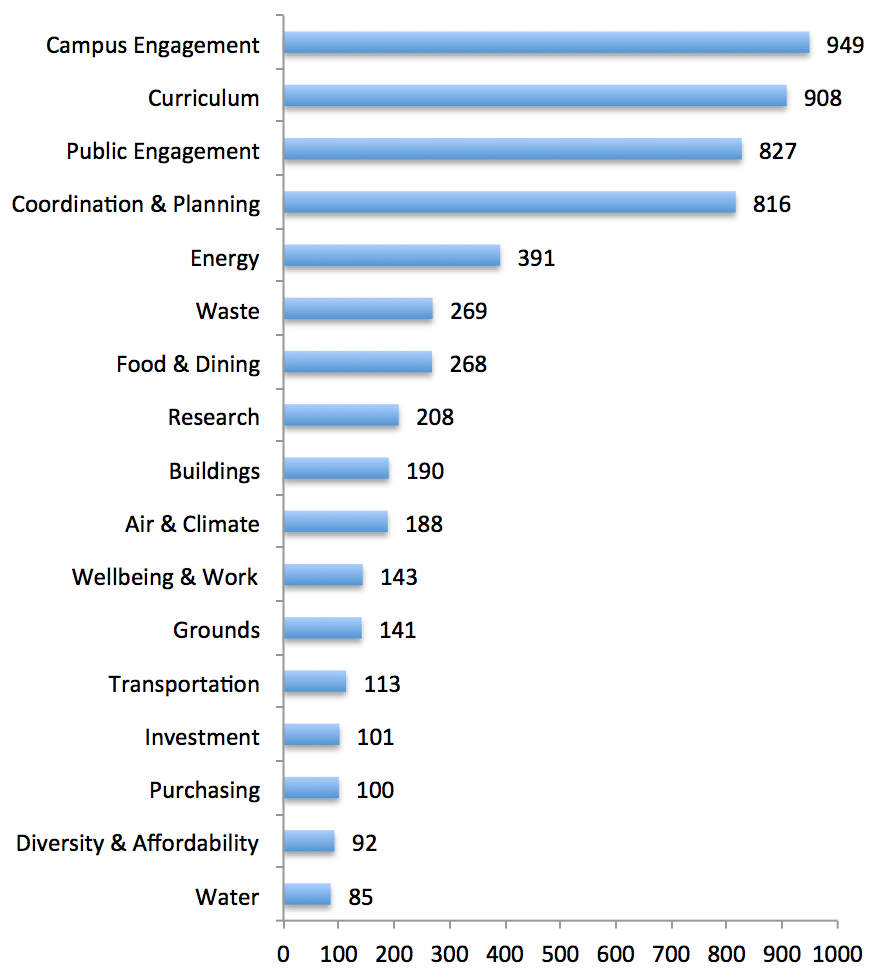 Campus Engagement 949
Curriculum 908
Public Engagement 827
Coordination & Planning 816
Energy 391
Waste 269
Food & Dining 268
Research 208
Buildings 190
Air & Climate 188
Wellbeing & Work 143
Grounds 141
Transportation 113
Investment 101
Purchasing 100
Diversity & Affordability 92
Water 85
0 100 200 300 400 500 600 700 800 900 1000